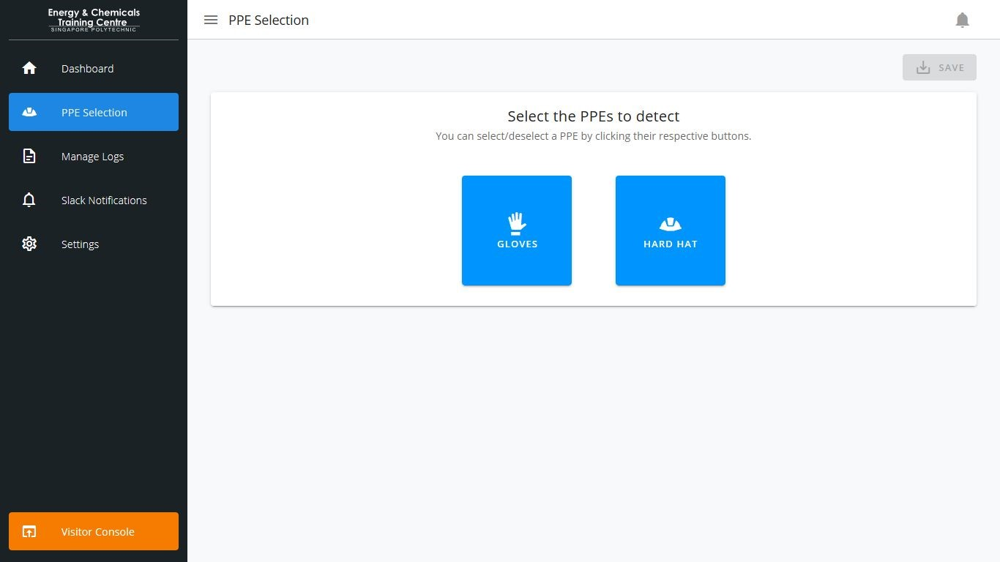 Energy & Chemicals
Training Centre
SINGAPORE POLYTECHNIC
Dashboard
PPE Selection
Manage Logs
Slack Notifications
Settings
Visitor Console
PPE Selection
SAVE
Select the PPEs to detect
You can select/deselect a PPE by clicking their respective buttons.
GLOVES
HARD HAT